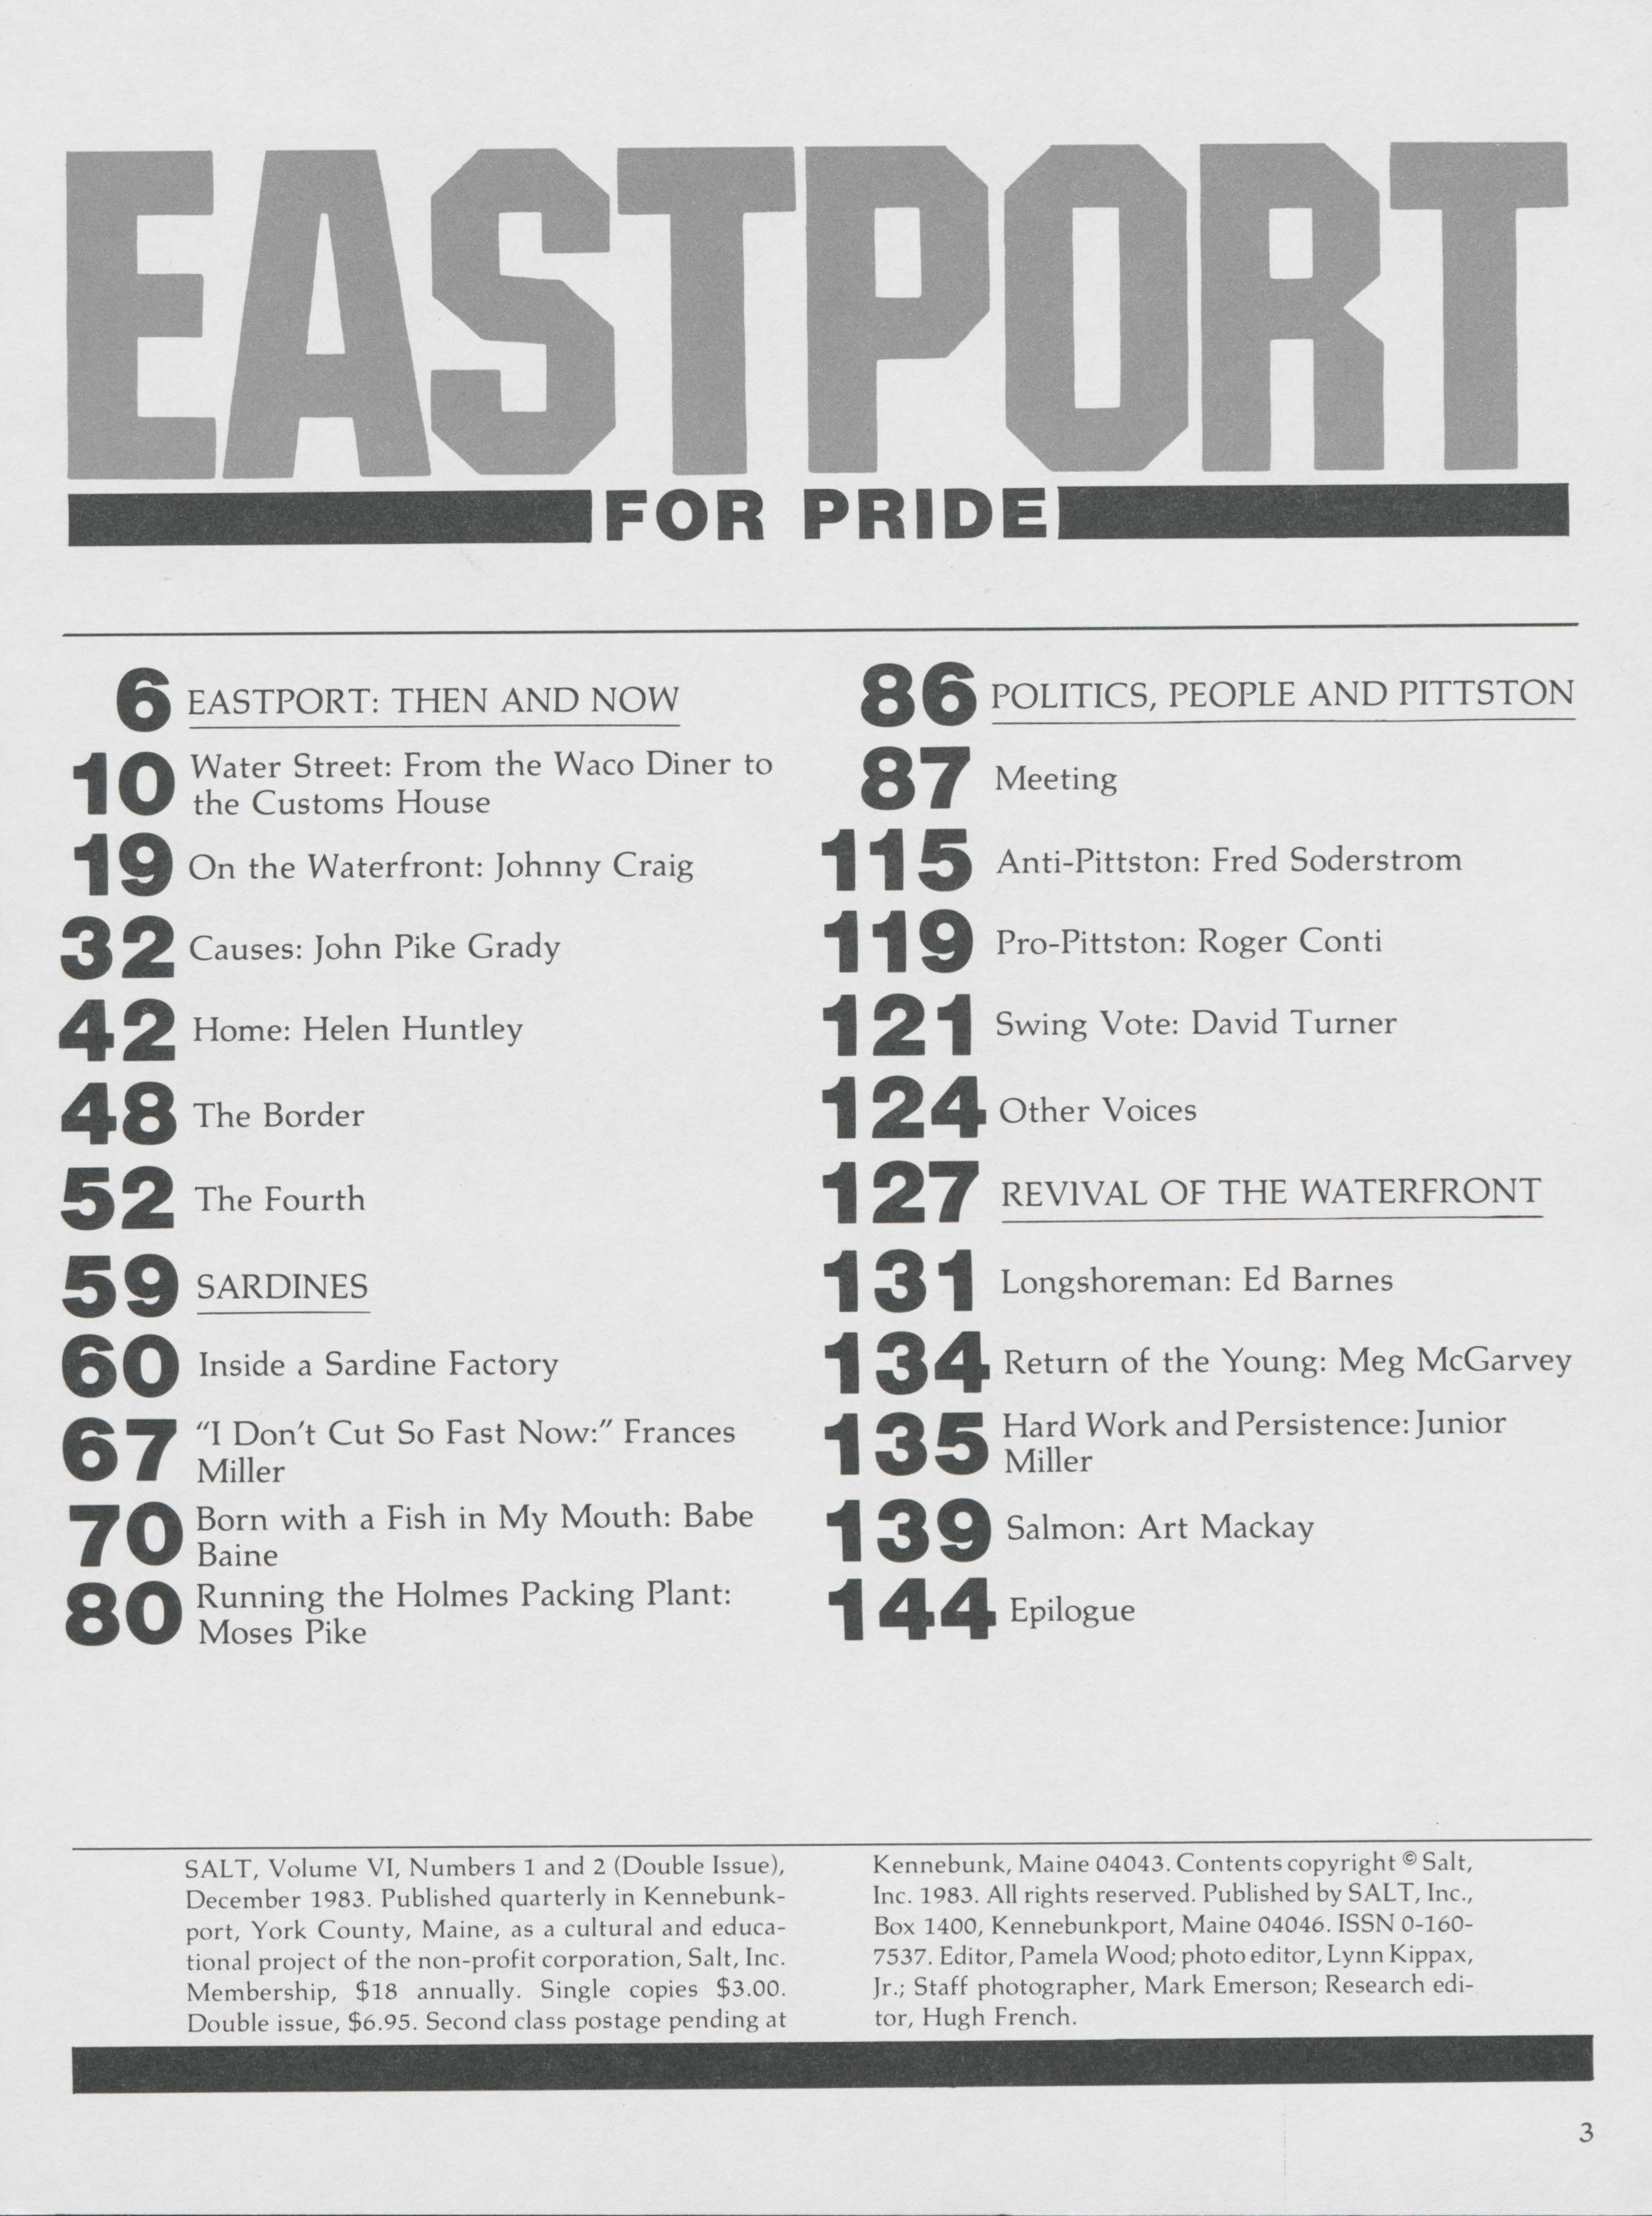 EASTPORT
FOR PRIDE
6 EASTPORT: THEN AND NOW
10 Water Street: From the Waco Diner to
the Customs House
19 On the Waterfront: Johnny Craig
32 Causes: John Pike Grady
42 Home: Helen Huntley
48 The Border
52 The Fourth
59 SARDINES
60 Inside a Sardine Factory
67 “I Don’t Cut So Fast Now:” Frances
Miller
70 Born with a Fish in My Mouth: Babe
Baine
80 Running the Holmes Packing Plant:
Moses Pike
86 POLITICS, PEOPLE AND PITTSTON
87 Meeting
115 Anti-Pittston: Fred Soderstrom
119 Pro-Pittston: Roger Conti
121 Swing Vote: David Turner
124 Other Voices
127 REVIVAL OF THE WATERFRONT
131 Longshoreman: Ed Barnes
134 Return of the Young: Meg McGarvey
135 Hard Work and Persistence: Junior
Miller
139 Salmon: Art Mackay
144 Epilogue
SALT, Volume VI, Numbers 1 and 2 (Double Issue),
December 1983. Published quarterly in Kennebunk-
port, York County, Maine, as a cultural and educa-
tional project of the non-profit corporation, Salt, Inc.
Membership, $18 annually. Single copies $3.00.
Double issue, $6.95. Second class postage pending at
Kennebunk, Maine 04043. Contents copyright © Salt,
Inc. 1983. All rights reserved. Published by SALT, Inc.,
Box 1400, Kennebunkport, Maine 04046. ISSN 0-160-
7537. Editor, Pamela Wood; photo editor, Lynn Kippax,
Jr.; Staff photographer, Mark Emerson; Research edi-
tor, Hugh French.
3